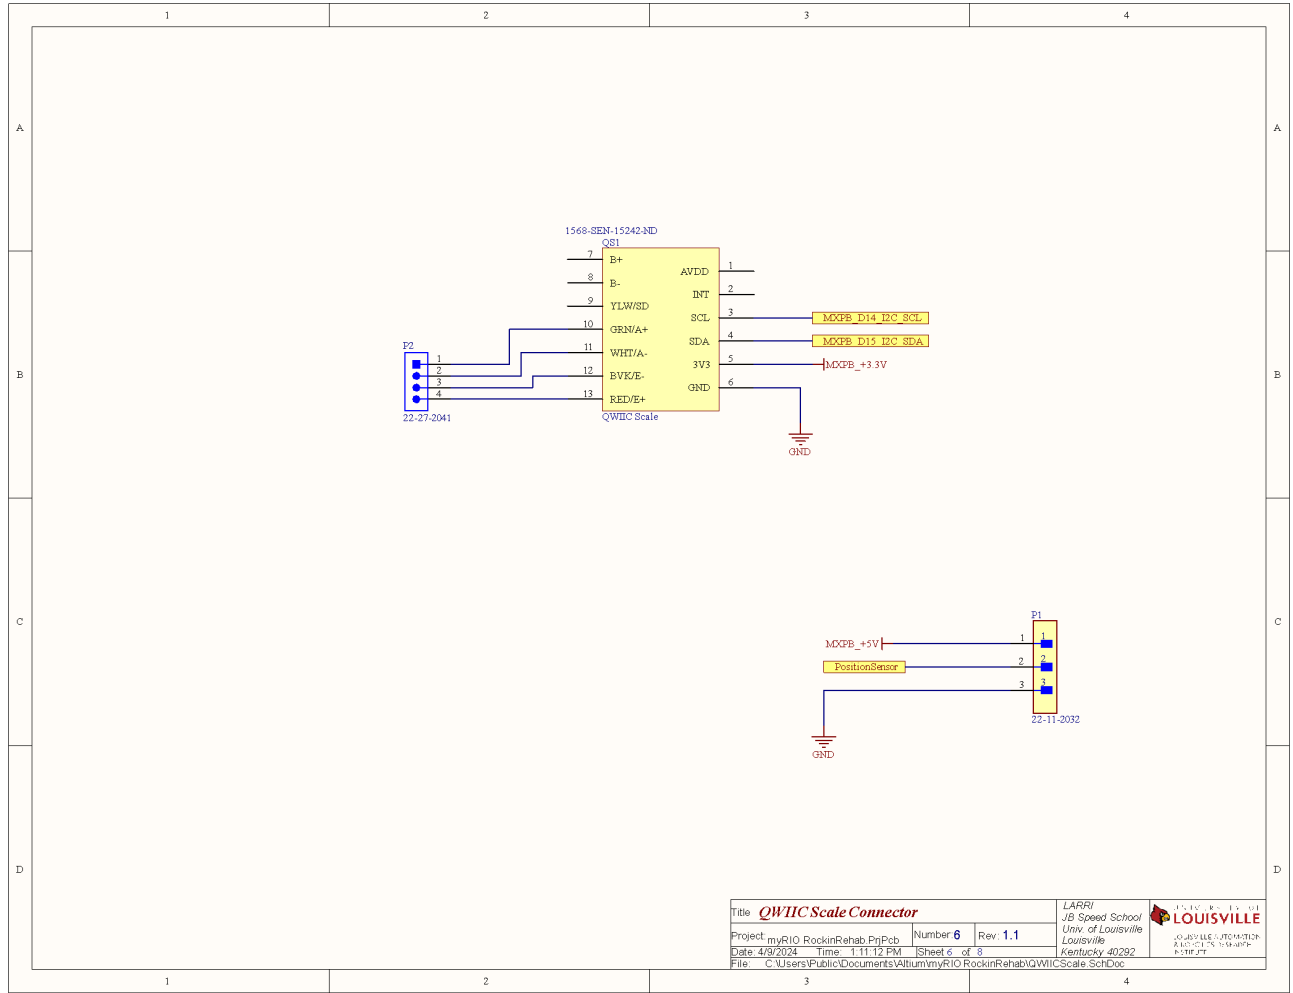 1 2 3 4
A A
1568-SEN-15242-ND
QS1
7 B+
AVDD 1
8 B-
INT 2
9 YLW/SD
SCL 3 MXPB_D14_I2C_SCL
10 GRN/A+
SDA 4 MXPB_D15_I2C_SDA
P2
11 WHT/A-
1
3V3 5 MXPB_+3.3V
2
B 12 BVK/E- B
3
GND 6
4
13 RED/E+
22-27-2041
QWIIC Scale
GND
P1
C C
MXPB_+5V 1 1
PositionSensor 2 2
3 3
22-11-2032
GND
D D
Title QWIIC Scale Connector
Project: myRIO RockinRehab.PrjPcb Number: 6 Rev: 1.1
Date: 4/9/2024 Time: 1:11:12 PM Sheet 6 of 8
File: C:\Users\Public\Documents\Altium\myRIO RockinRehab\QWIICScale.SchDoc
LARRI
JB Speed School
Univ. of Louisville
Louisville
Kentucky 40292
LOUISVILLE
1 2 3 4